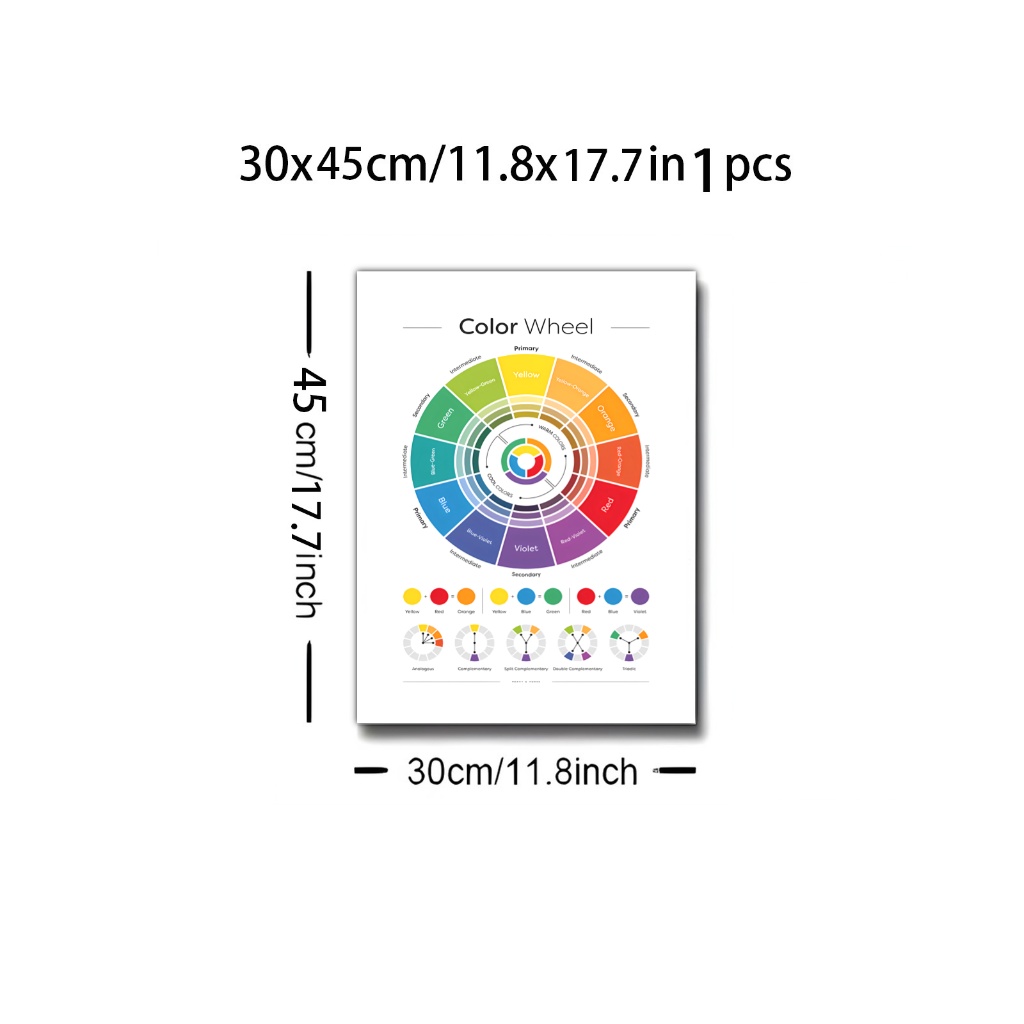 30x45cm/11.8x17.7in 1 pcs
45cm/17.7inch
Color Wheel
Primary
Intermediate
Intermediate
Yellow
Yellow-Green
Yellow-Orange
Secondary
Secondary
Green
Orange
WARM COLORS
Intermediate
Blue-Green
Red-Orange
Intermediate
COOL COLORS
Blue
Red
Primary
Primary
Blue-Violet
Violet
Red-Violet
Intermediate
Intermediate
Secondary
+ = + = + =
Yellow Red Orange Yellow Blue Green Red Blue Violet
Analogous Complementary Split Complementary Double Complementary Triadic
30cm/11.8inch